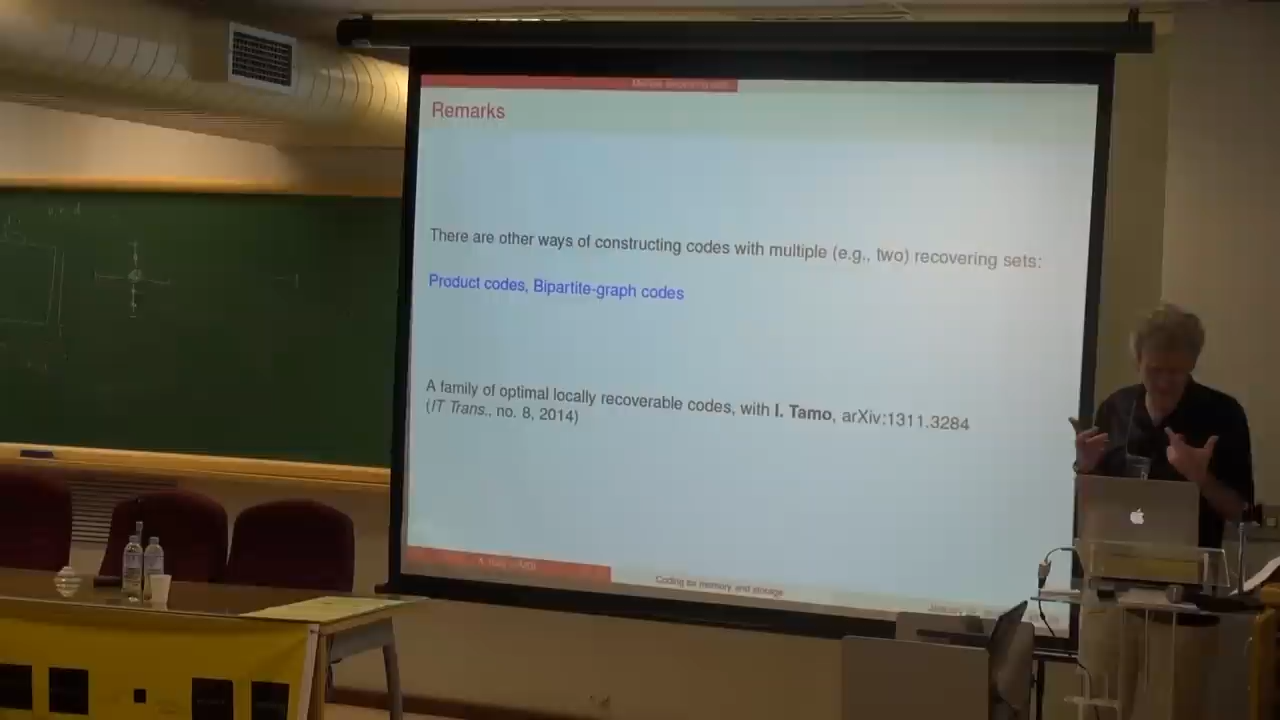 Remarks
There are other ways of constructing codes with multiple (e.g., two) recovering sets:
Product codes, Bipartite-graph codes
A family of optimal locally recoverable codes, with I. Tamo, arXiv:1311.3284
(IT Trans., no. 8, 2014)
Coding for memory and storage
January